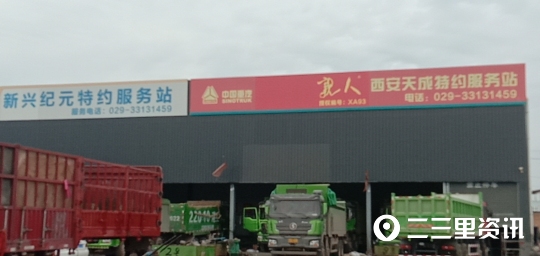 新兴纪元特约服务站
服务电话：029-33131459
中国重汽
SINOTRUK
亲人
授权编号：XA93
西安天成特约服务站
电话：029-33131459
二三里资讯